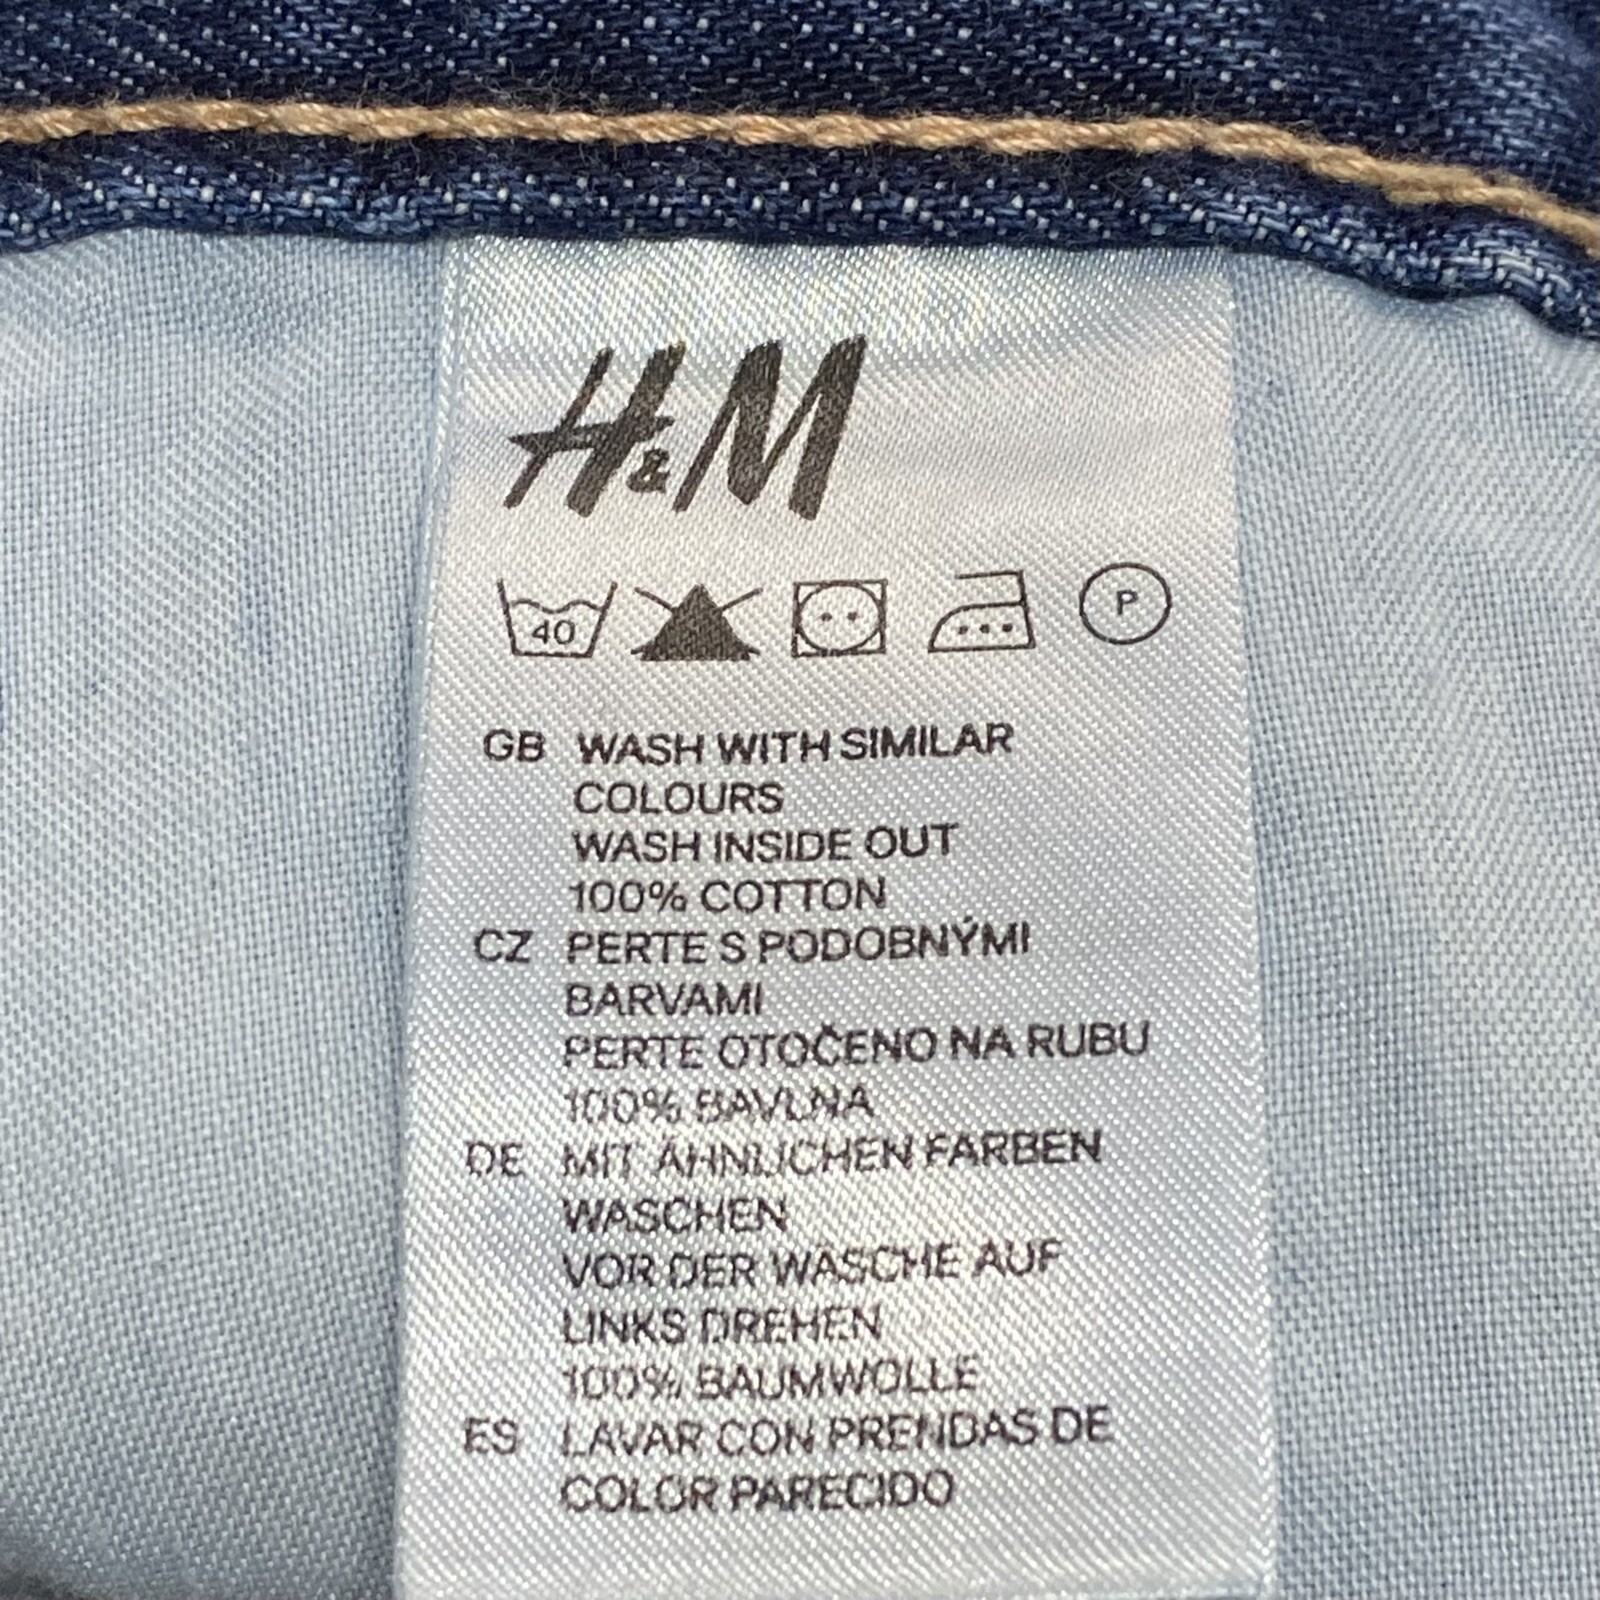 H&M
40
P
GB WASH WITH SIMILAR
COLOURS
WASH INSIDE OUT
100% COTTON
CZ PERTE S PODOBNÝMI
BARVAMI
PERTE OTOČENO NA RUBU
100% BAVLNA
DE MIT ÄHNLICHEN FARBEN
WASCHEN
VOR DER WÄSCHE AUF
LINKS DREHEN
100% BAUMWOLLE
ES LAVAR CON PRENDAS DE
COLOR PARECIDO